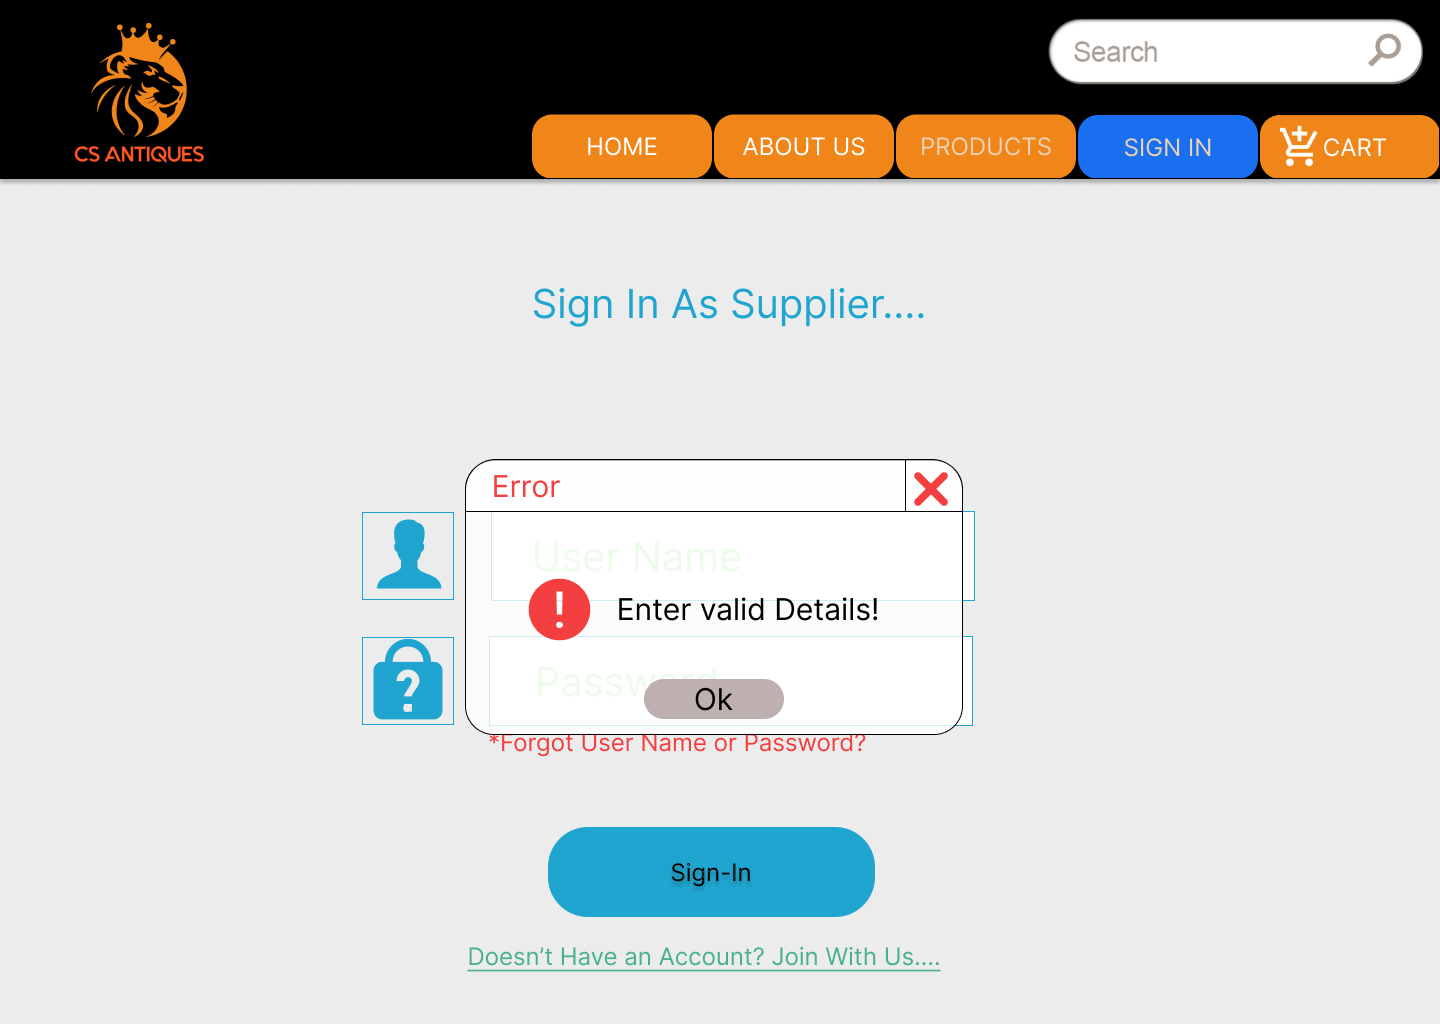 Search
CS ANTIQUES
HOME
ABOUT US
PRODUCTS
SIGN IN
CART
Sign In As Supplier....
Error
User Name
Enter valid Details!
Password
Ok
*Forgot User Name or Password?
Sign-In
Doesn’t Have an Account? Join With Us....